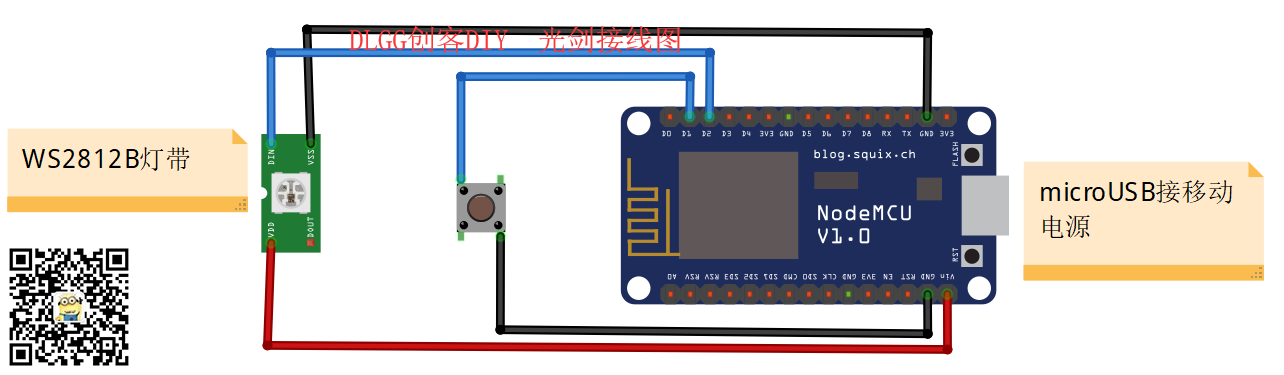 DLGG创客DIY 光剑接线图
WS2812B灯带
DIN
VSS
VDD
DOUT
D0 D1 D2 D3 D4 3V3 GND D5 D6 D7 D8 RX TX GND 3V3
blog.squix.ch
FLASH
NodeMCU
V1.0
RST
A0 RSV RSV SD3 SD2 SD1 CMD SD0 CLK GND 3V3 EN RST GND Vin
microUSB接移动
电源